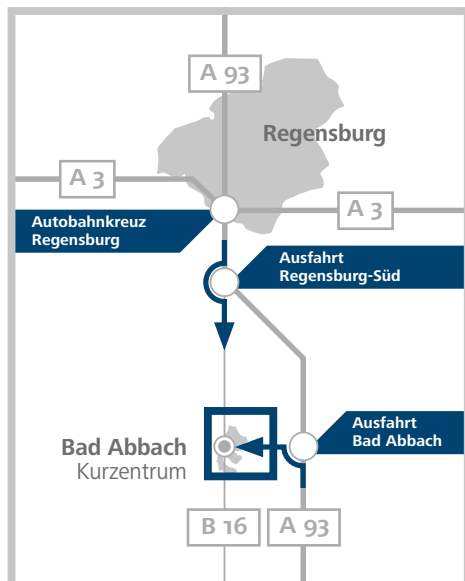 A 93
Regensburg
A 3
A 3
Autobahnkreuz
Regensburg
Ausfahrt
Regensburg-Süd
Ausfahrt
Bad Abbach
Bad Abbach
Kurzentrum
B 16
A 93